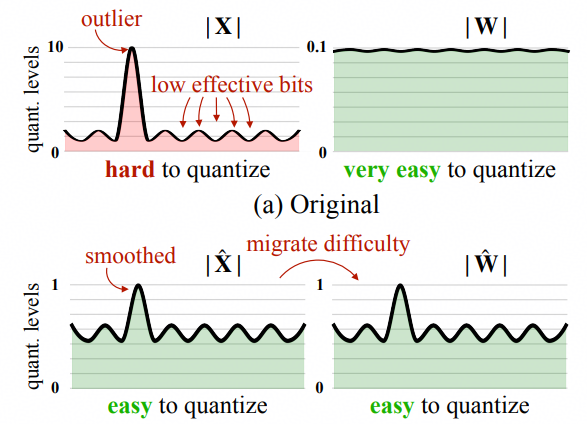 outlier
|X|
|W|
quant. levels
10
0
low effective bits
0.1
0
hard to quantize
very easy to quantize
(a) Original
smoothed
|X̂|
migrate difficulty
|Ŵ|
quant. levels
1
0
1
0
easy to quantize
easy to quantize